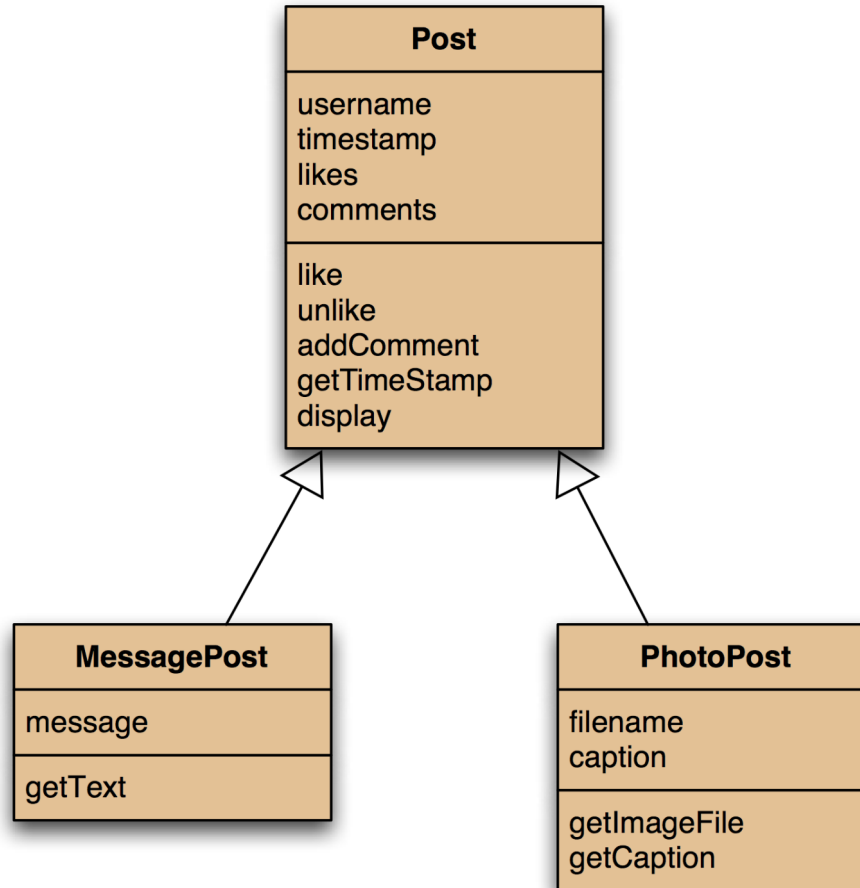 Post
username
timestamp
likes
comments
like
unlike
addComment
getTimeStamp
display
MessagePost
message
getText
PhotoPost
filename
caption
getImageFile
getCaption